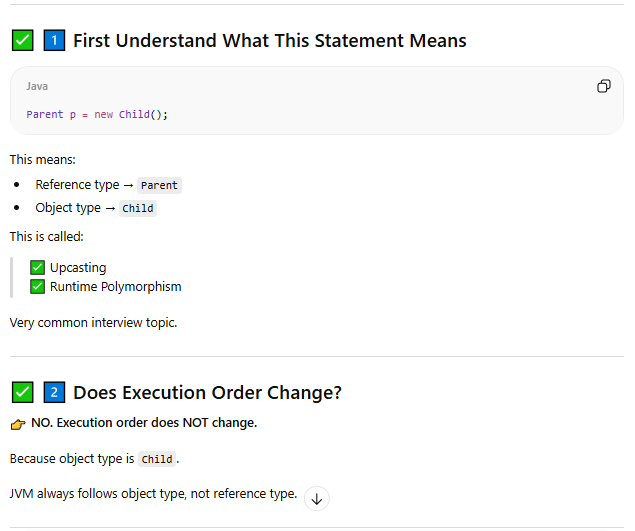 ✅ 1️⃣ First Understand What This Statement Means
Java
Parent p = new Child();
This means:
• Reference type → Parent
• Object type → Child
This is called:
✅ Upcasting
✅ Runtime Polymorphism
Very common interview topic.
✅ 2️⃣ Does Execution Order Change?
👉 NO. Execution order does NOT change.
Because object type is Child.
JVM always follows object type, not reference type.